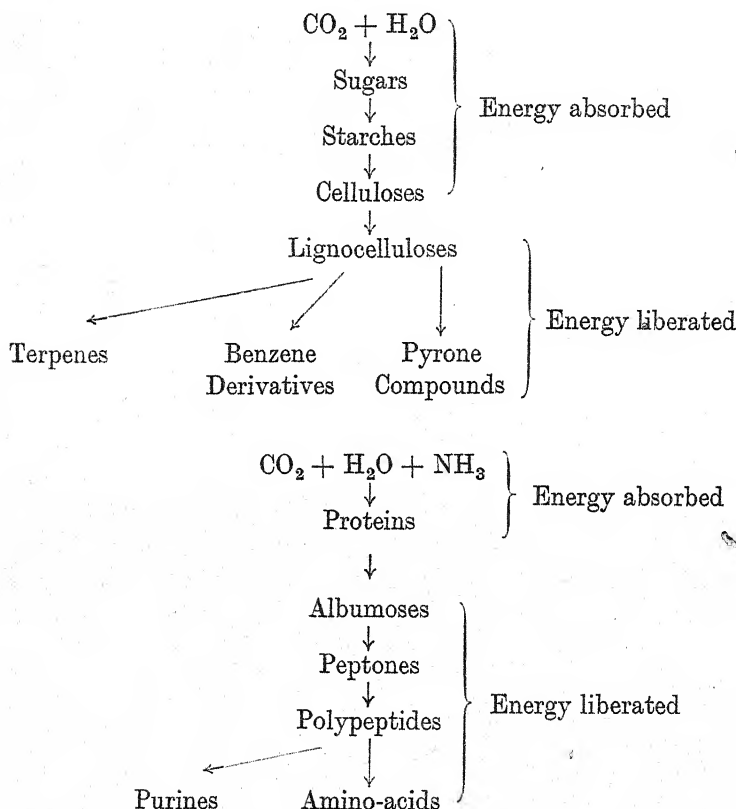 CO₂ + H₂O
Sugars
Energy absorbed
Starches
Celluloses
Lignocelluloses
Energy liberated
Terpenes
Benzene
Derivatives
Pyrone
Compounds
CO₂ + H₂O + NH₃
Energy absorbed
Proteins
Albumoses
Peptones
Energy liberated
Polypeptides
Purines
Amino-acids